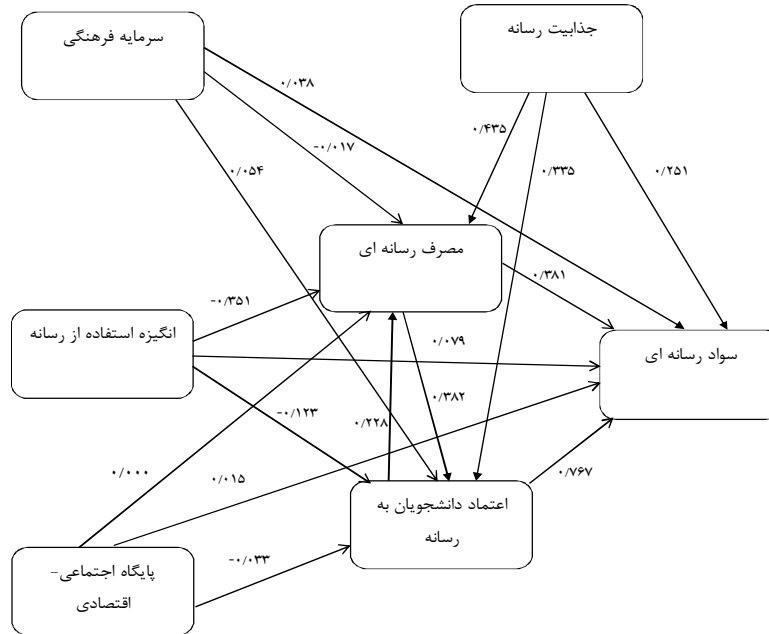 سرمایه فرهنگی
جذابیت رسانه
۰/۰۳۸
-۰/۰۱۷
۰/۰۵۴
۰/۴۳۵
۰/۳۳۵
۰/۲۵۱
مصرف رسانه ای
۰/۳۸۱
-۰/۳۵۱
انگیزه استفاده از رسانه
۰/۰۷۹
سواد رسانه ای
۰/۳۸۲
-۰/۱۲۳
۰/۲۲۸
۰/۰۰۰
۰/۰۱۵
۰/۷۶۷
اعتماد دانشجویان به
رسانه
-۰/۰۳۳
پایگاه اجتماعی-
اقتصادی